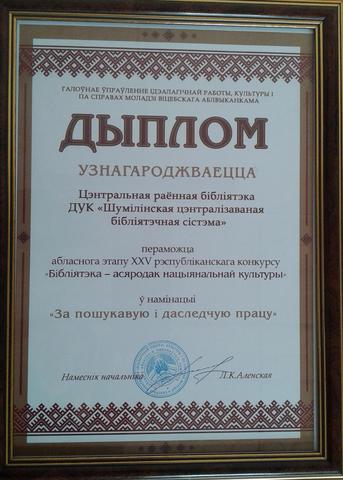 ГАЛОЎНАЕ ЎПРАЎЛЕННЕ ІДЭАЛАГІЧНАЙ РАБОТЫ, КУЛЬТУРЫ І
ПА СПРАВАХ МОЛАДЗІ ВІЦЕБСКАГА АБЛВЫКАНКАМА
ДЫПЛОМ
УЗНАГАРОДЖВАЕЦЦА
Цэнтральная раённая бібліятэка
ДУК «Шумілінская цэнтралізаваная
бібліятэчная сістэма»
пераможца
абласнога этапу XXV рэспубліканскага конкурсу
«Бібліятэка – асяродак нацыянальнай культуры»
ў намінацыі
«За пошукавую і даследчую працу»
Намеснік начальніка
Л.К.Аленская